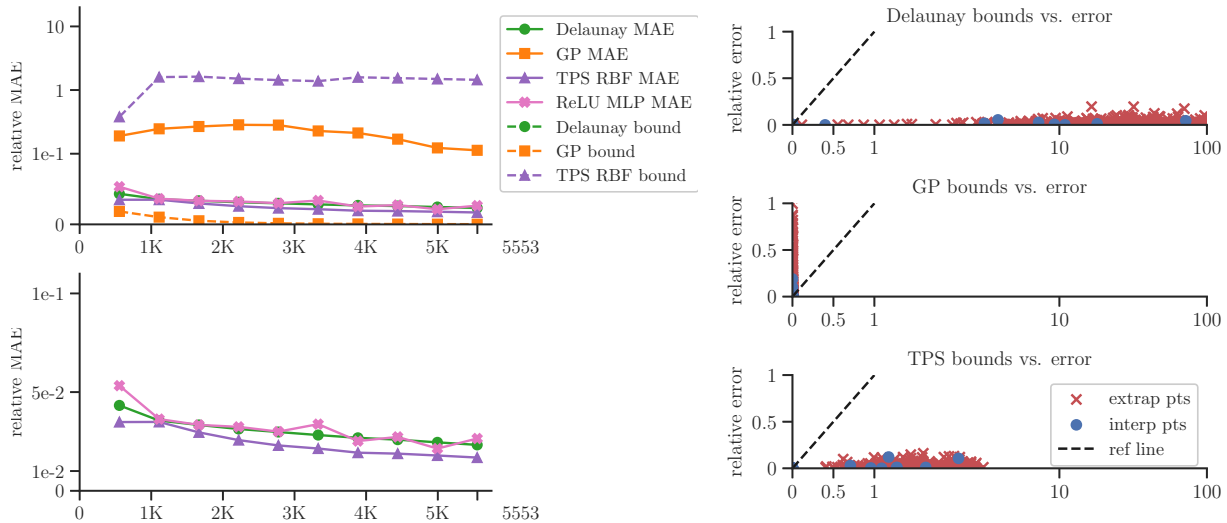 10
1
1e-1
0
relative MAE
0
1K
2K
3K
4K
5K
5553
Delaunay MAE
GP MAE
TPS RBF MAE
ReLU MLP MAE
Delaunay bound
GP bound
TPS RBF bound
1e-1
5e-2
1e-2
0
relative MAE
0
1K
2K
3K
4K
5K
5553
Delaunay bounds vs. error
relative error
1
0.5
0
0
0.5
1
10
100
GP bounds vs. error
relative error
1
0.5
0
0
0.5
1
10
100
TPS bounds vs. error
relative error
1
0.5
0
0
0.5
1
10
100
extrap pts
interp pts
ref line